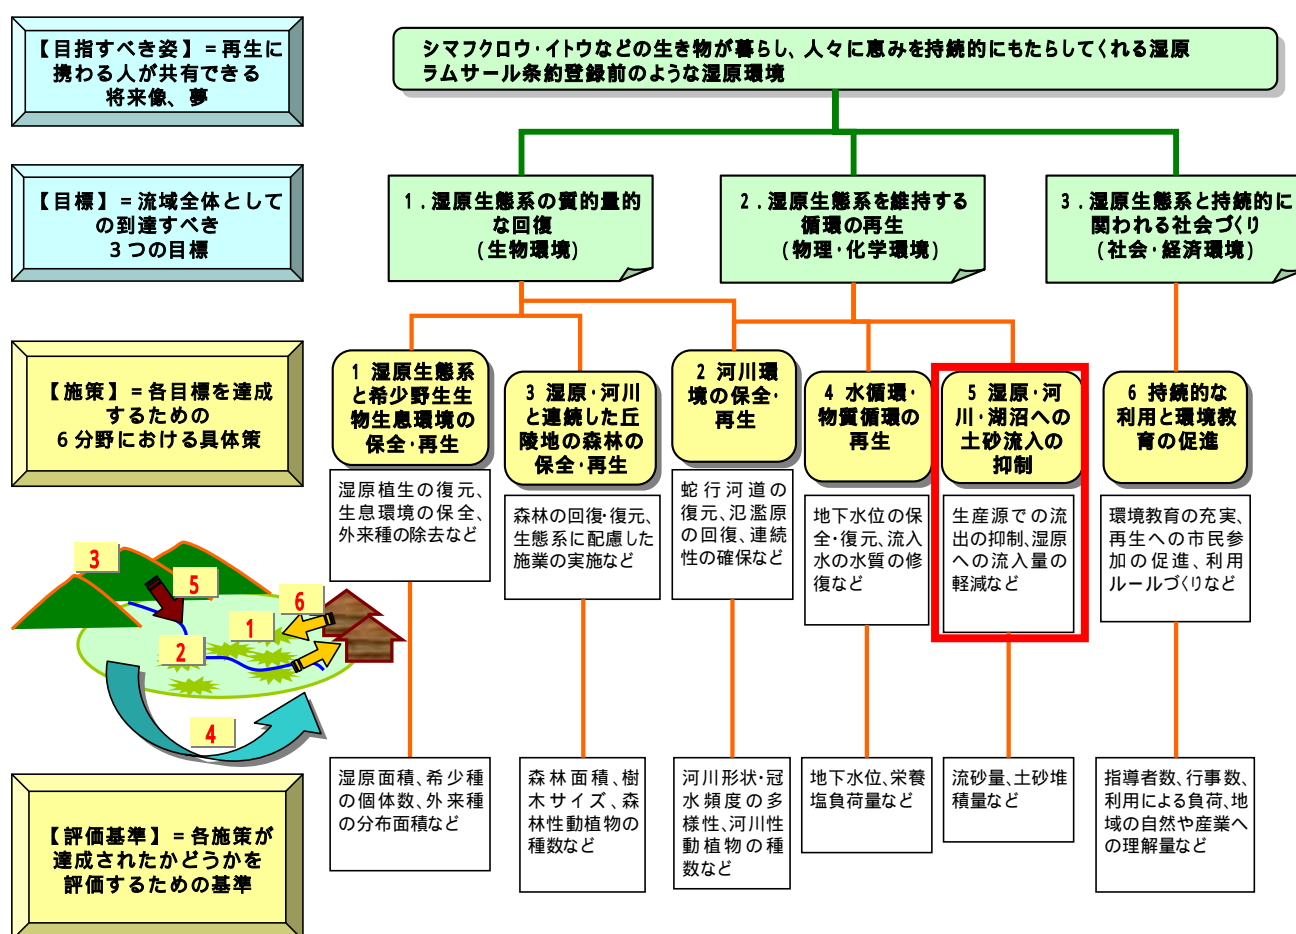 【目指すべき姿】=再生に
携わる人が共有できる
将来像、夢
シマフクロウ・イトウなどの生き物が暮らし、人々に恵みを持続的にもたらしてくれる湿原
ラムサール条約登録前のような湿原環境
【目標】=流域全体として
の到達すべき
3つの目標
1.湿原生態系の質的量的
な回復
(生物環境)
2.湿原生態系を維持する
循環の再生
(物理・化学環境)
3.湿原生態系と持続的に
関われる社会づくり
(社会・経済環境)
【施策】=各目標を達成
するための
6分野における具体策
1 湿原生態系
と希少野生生
物生息環境の
保全・再生
3 湿原・河川
と連続した丘
陵地の森林の
保全・再生
2 河川環
境の保全・
再生
4 水循環・
物質循環の
再生
5 湿原・河
川・湖沼への
土砂流入の
抑制
6 持続的な
利用と環境教
育の促進
湿原植生の復元、
生息環境の保全、
外来種の除去など
森林の回復・復元、
生態系に配慮した
施業の実施など
蛇行河道の
復元、氾濫原
の回復、連続
性の確保など
地下水位の保
全・復元、流入
水の水質の修
復など
生産源での流
出の抑制、湿原
への流入量の
軽減など
環境教育の充実、
再生への市民参
加の促進、利用
ルールづくりなど
3
5
6
1
2
4
【評価基準】=各施策が
達成されたかどうかを
評価するための基準
湿原面積、希少種
の個体数、外来種
の分布面積など
森林面積、樹
木サイズ、森
林性動植物の
種数など
河川形状・冠
水頻度の多
様性、河川性
動植物の種
数など
地下水位、栄養
塩負荷量など
流砂量、土砂堆
積量など
指導者数、行事数、
利用による負荷、地
域の自然や産業へ
の理解量など